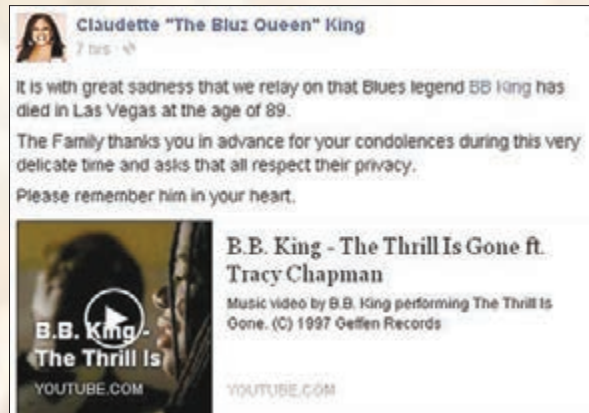 Claudette "The Bluz Queen" King
7 hrs
It is with great sadness that we relay on that Blues legend BB King has
died in Las Vegas at the age of 89.
The Family thanks you in advance for your condolences during this very
delicate time and asks that all respect their privacy.
Please remember him in your heart.
B.B. King - The Thrill Is Gone ft.
Tracy Chapman
Music video by B.B. King performing The Thrill Is
Gone. (C) 1997 Geffen Records
B.B. King -
The Thrill Is
YOUTUBE.COM
YOUTUBE.COM